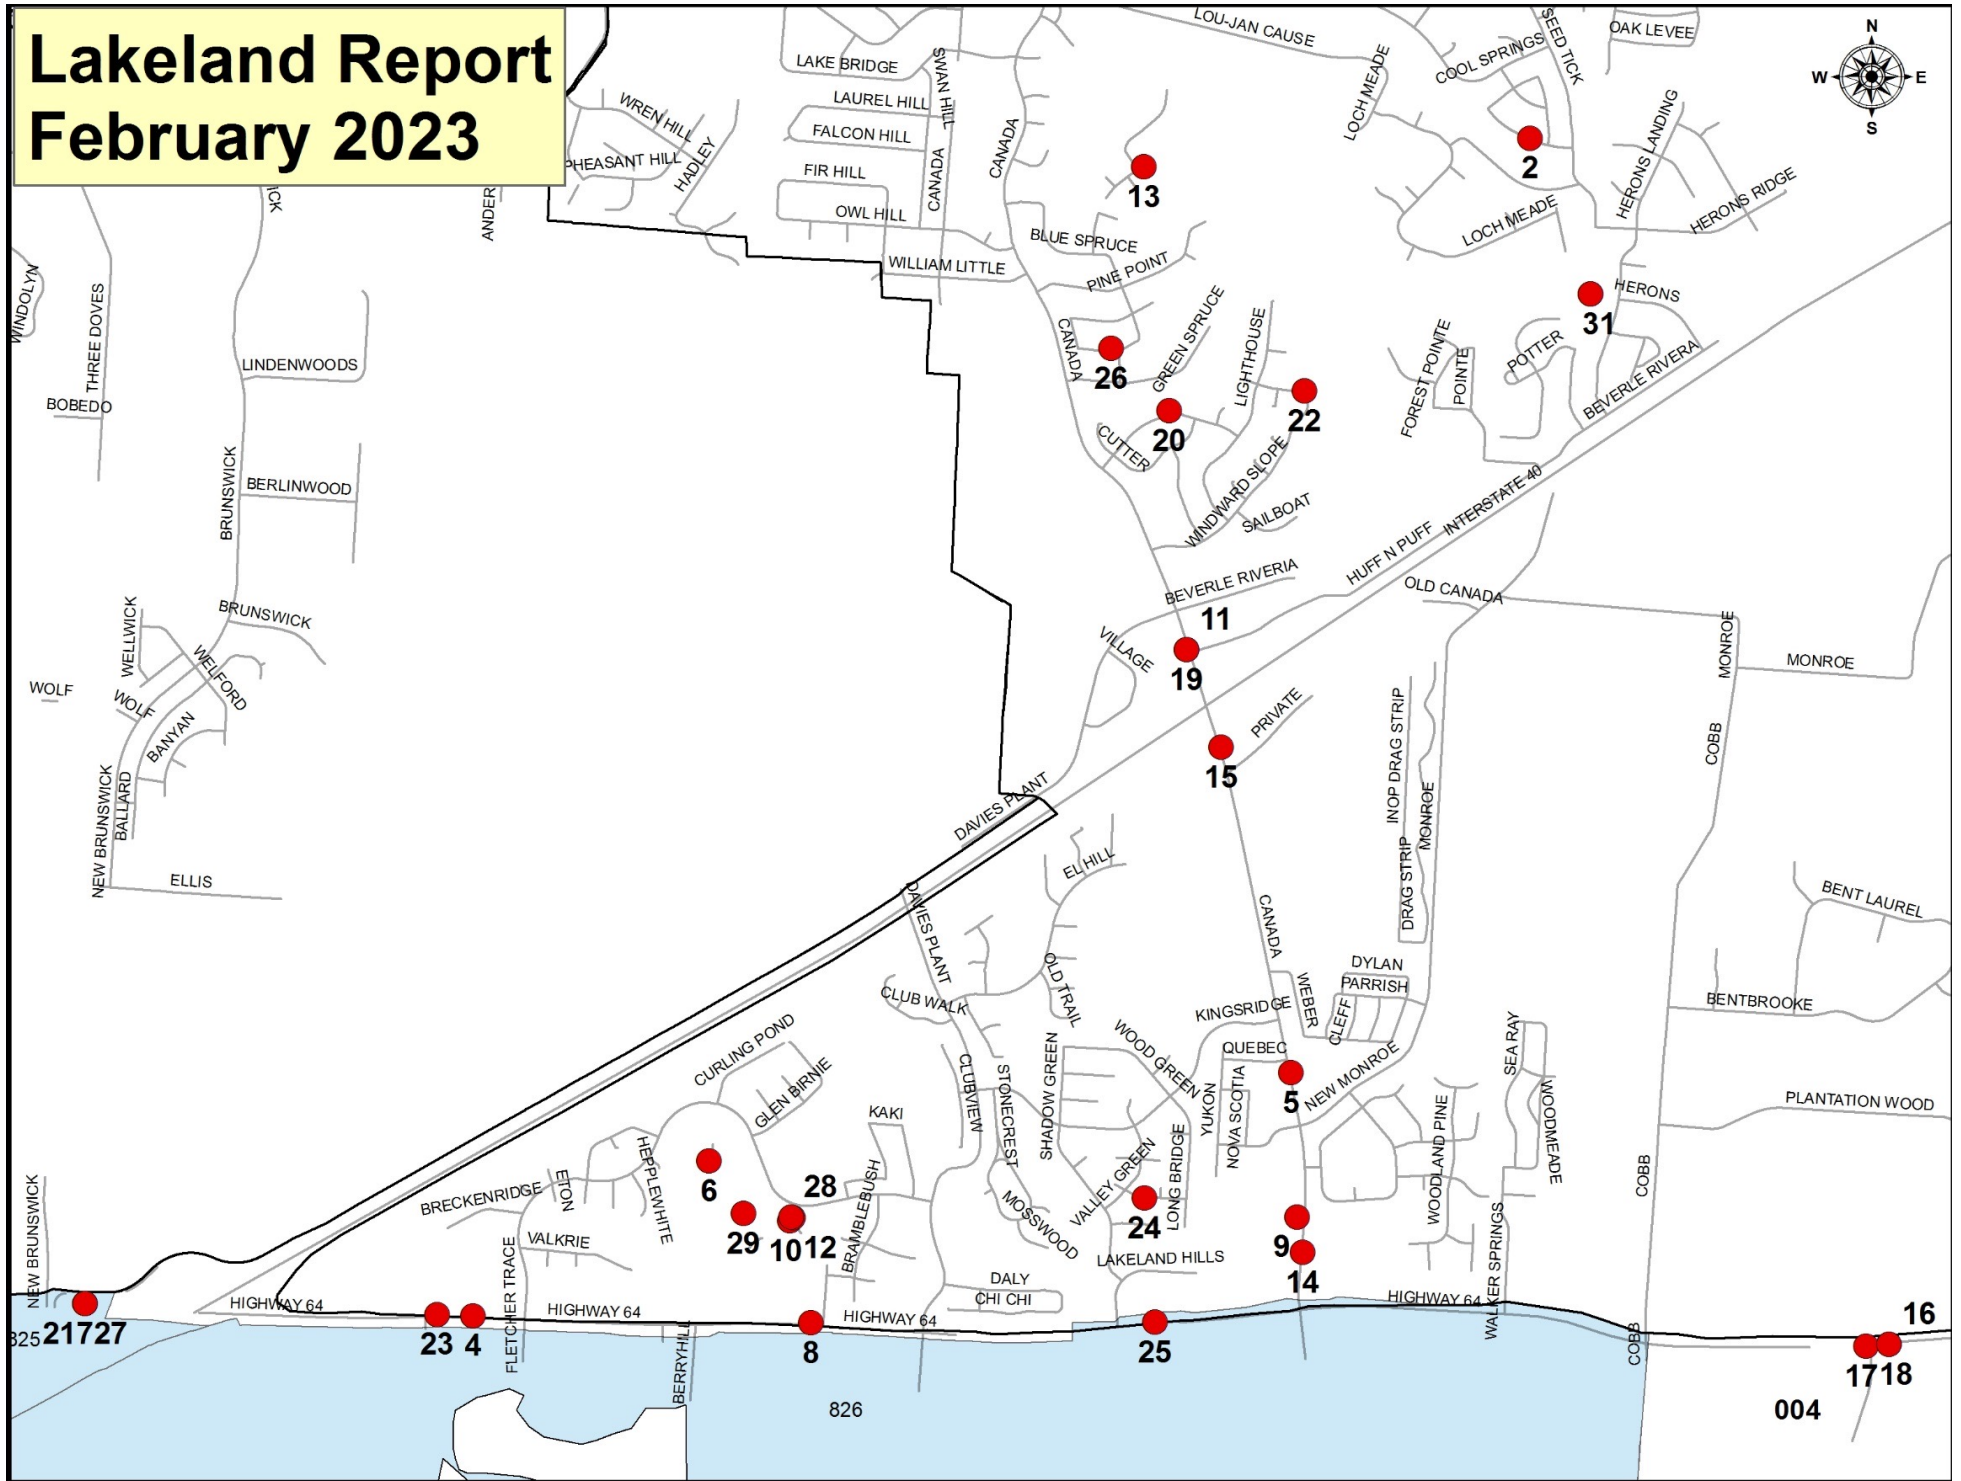 Lakeland Report
February 2023
LOU-JAN CAUSE
SEED TICK
OAK LEVEE
N
W
E
S
COOL SPRINGS
LOCH MEADE
LAKE BRIDGE
SWAN HILL
LAUREL HILL
WREN HILL
FALCON HILL
CANADA
PHEASANT HILL
HADLEY
FIR HILL
CANADA
OWL HILL
13
2
HERONS LANDING
HERONS RIDGE
LOCH MEADE
ICK
ANDER
BLUE SPRUCE
WILLIAM LITTLE
PINE POINT
WINDOLYN
THREE DOVES
HERONS
31
GREEN SPRUCE
LIGHTHOUSE
CANADA
FOREST POINTE
POINTE
POTTER
BEVERLE RIVERA
LINDENWOODS
26
BOBEDO
22
20
CUTTER
BRUNSWICK
BERLINWOOD
WINDWARD SLOPE
SAILBOAT
INTERSTATE 40
HUFF N PUFF
BEVERLE RIVERIA
OLD CANADA
WELLWICK
BRUNSWICK
11
VILLAGE
MONROE
MONROE
WELFORD
19
WOLF
WOLF
BANYAN
PRIVATE
INOP DRAG STRIP
COBB
15
NEW BRUNSWICK
BALLARD
DAVIES PLANT
MONROE
DRAG STRIP
ELLIS
EL HILL
DAVIES PLANT
CANADA
BENT LAUREL
OLD TRAIL
DYLAN
PARRISH
WEBER
CLEFF
CLUB WALK
KINGSRIDGE
BENTBROOKE
CURLING POND
WOOD GREEN
QUEBEC
SEA RAY
SHADOW GREEN
NEW MONROE
GLEN BIRNIE
CLUBVIEW
STONECREST
YUKON
NOVA SCOTIA
5
WOODLAND PINE
WOODMEADE
PLANTATION WOOD
KAKI
HEPPLEWHITE
ETON
BRECKENRIDGE
6
28
BRAMBLEBUSH
MOSSWOOD
VALLEY GREEN
LONG BRIDGE
COBB
NEW BRUNSWICK
VALKRIE
29
10
12
24
9
LAKELAND HILLS
14
WALKER SPRINGS
FLETCHER TRACE
DALY
CHI CHI
HIGHWAY 64
HIGHWAY 64
HIGHWAY 64
HIGHWAY 64
16
825
21727
23
4
BERRYHILL
8
25
COBB
17
18
826
004